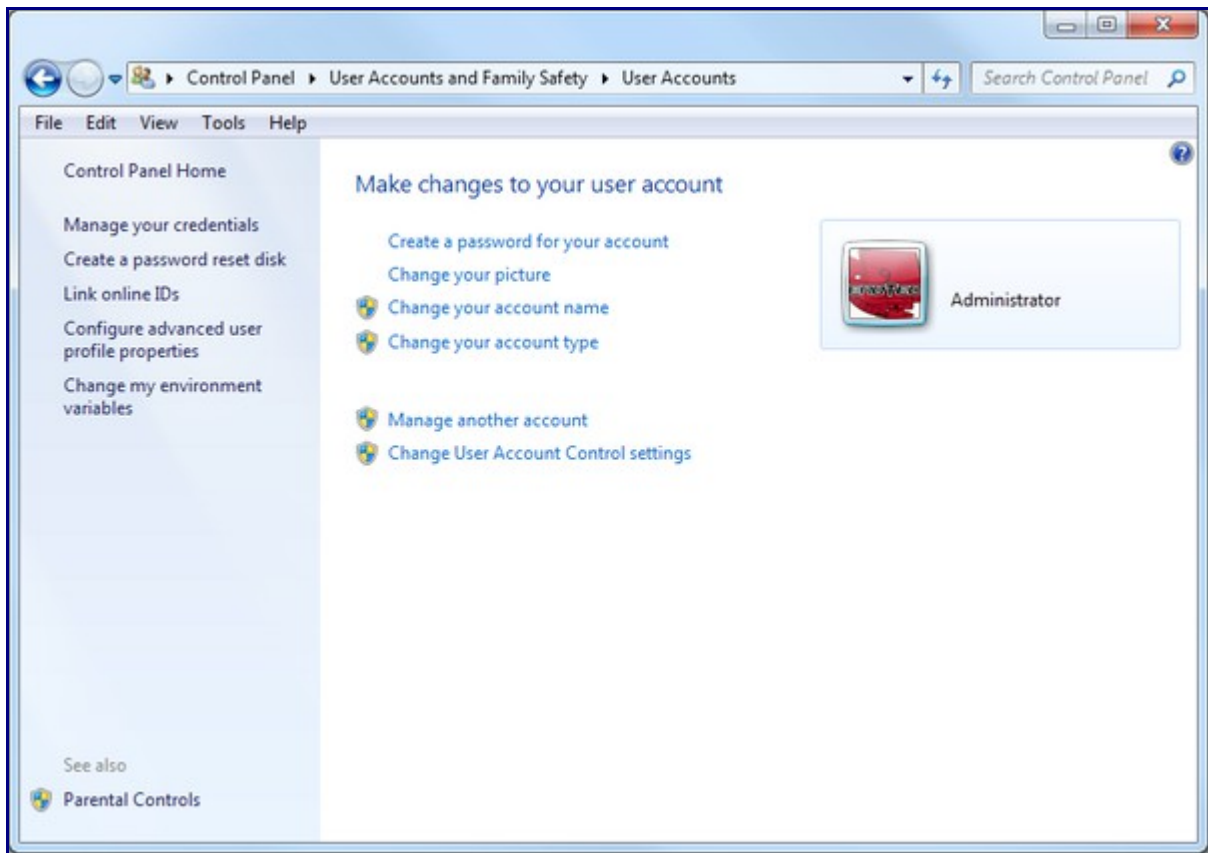 Control Panel ▸ User Accounts and Family Safety ▸ User Accounts
Search Control Panel
File Edit View Tools Help
Control Panel Home
Manage your credentials
Create a password reset disk
Link online IDs
Configure advanced user
profile properties
Change my environment
variables
See also
Parental Controls
Make changes to your user account
Create a password for your account
Change your picture
Change your account name
Change your account type
Manage another account
Change User Account Control settings
Administrator